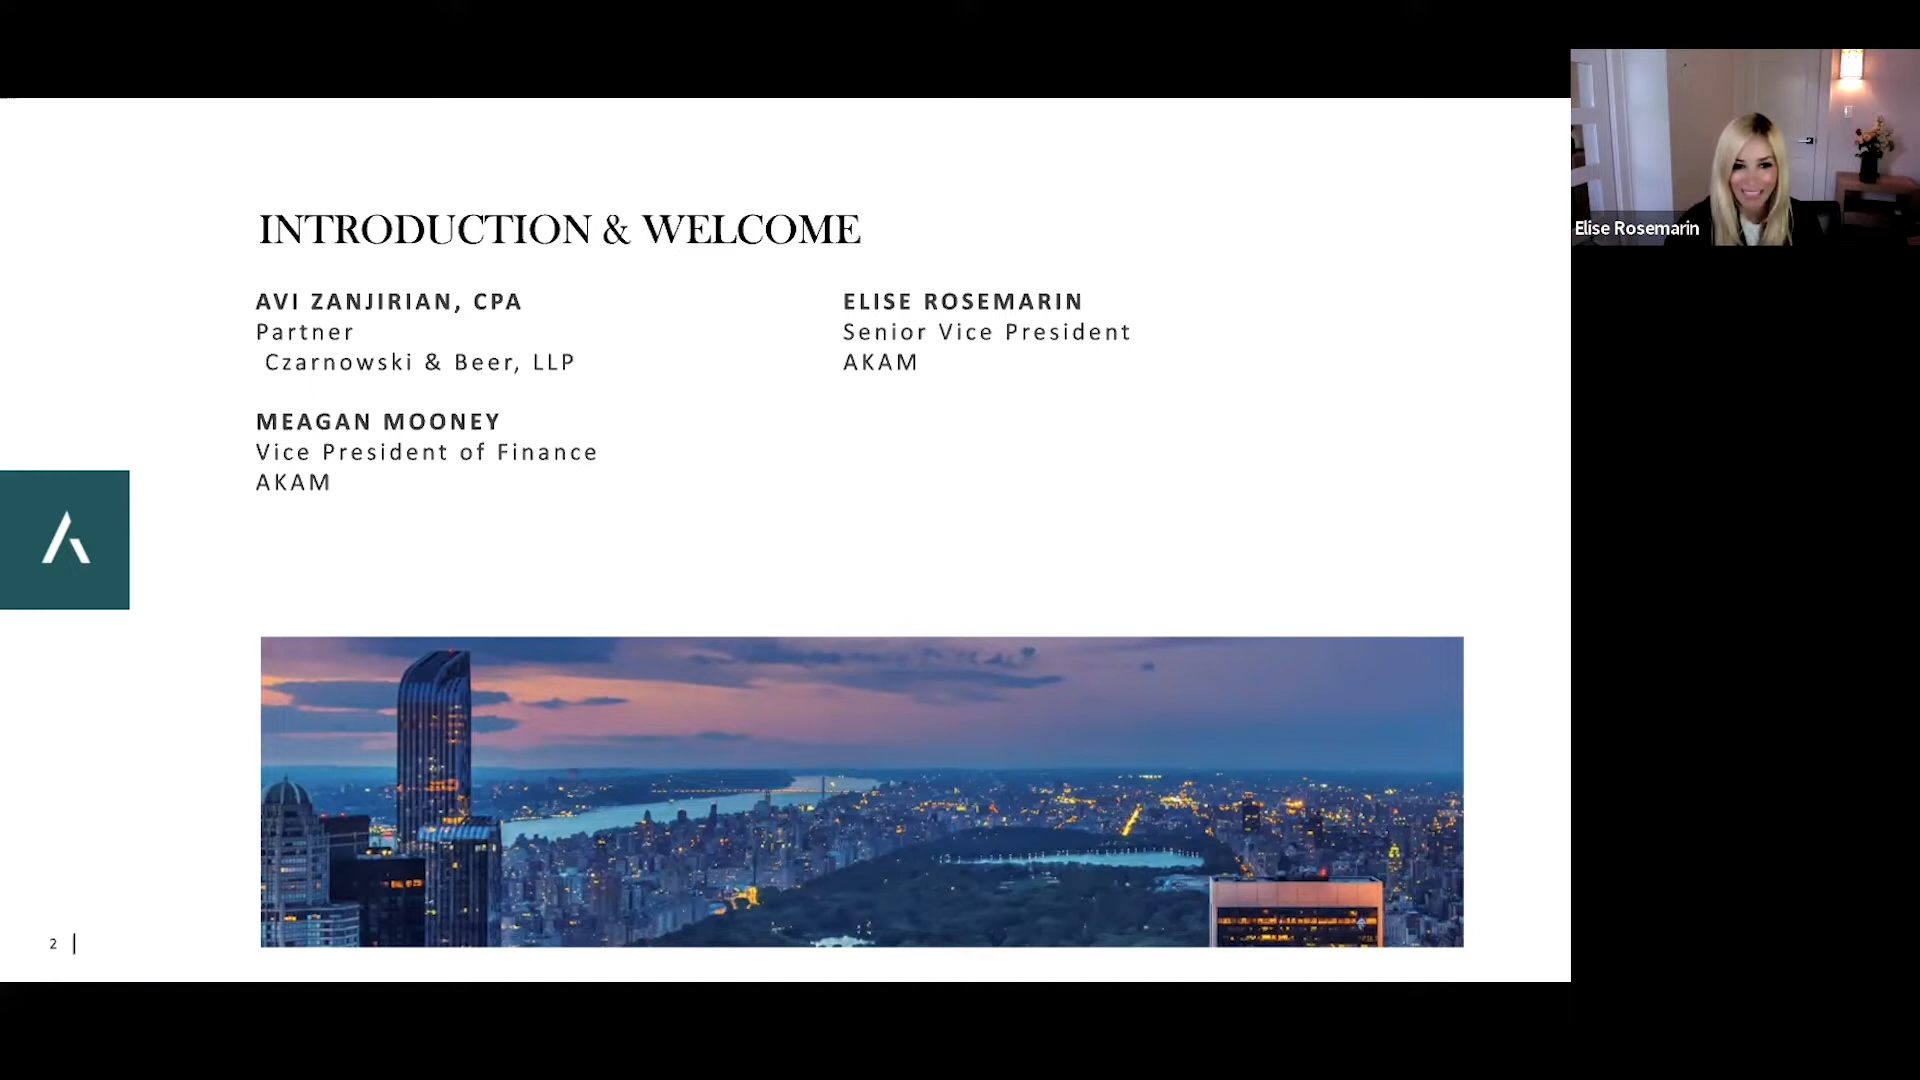 INTRODUCTION & WELCOME
AVI ZANJIRIAN, CPA
Partner
Czarnowski & Beer, LLP
MEAGAN MOONEY
Vice President of Finance
AKAM
ELISE ROSEMARIN
Senior Vice President
AKAM
2
Elise Rosemarin